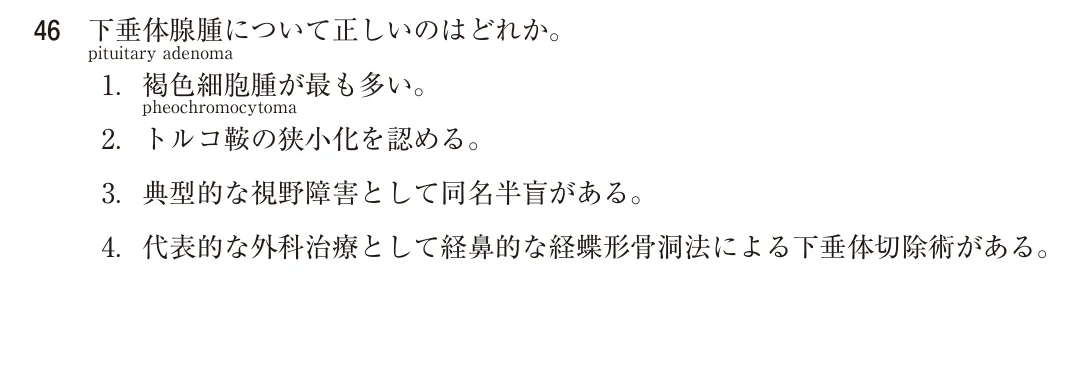 46 下垂体腺腫について正しいのはどれか。
pituitary adenoma
1. 褐色細胞腫が最も多い。
pheochromocytoma
2. トルコ鞍の狭小化を認める。
3. 典型的な視野障害として同名半盲がある。
4. 代表的な外科治療として経鼻的な経蝶形骨洞法による下垂体切除術がある。